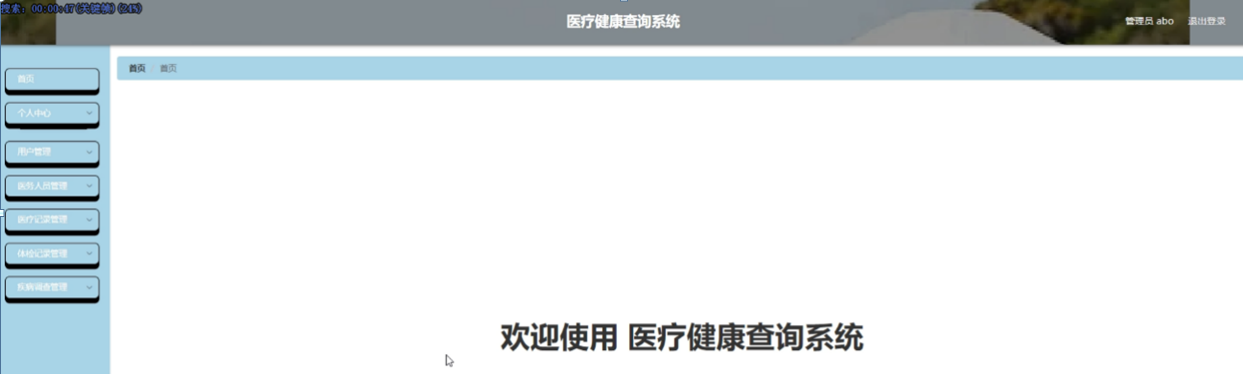 搜索: 00:00:47(关键帧)(24%)
医疗健康查询系统
管理员 abo 退出登录
首页 首页
首页
个人中心
用户管理
医务人员管理
医疗记录管理
体检记录管理
疾病调查管理
欢迎使用 医疗健康查询系统